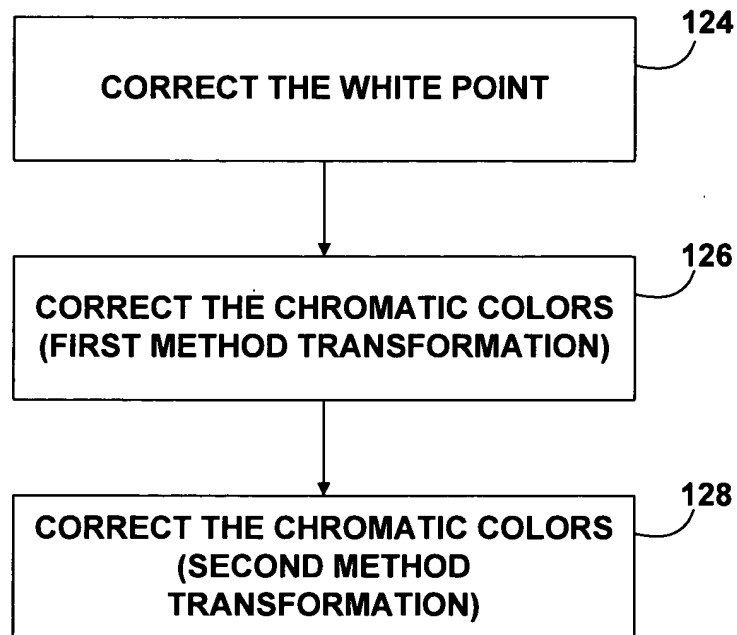 124
CORRECT THE WHITE POINT
126
CORRECT THE CHROMATIC COLORS
(FIRST METHOD TRANSFORMATION)
128
CORRECT THE CHROMATIC COLORS
(SECOND METHOD
TRANSFORMATION)